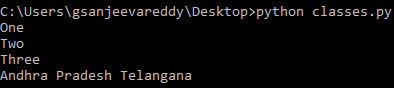 C:\Users\gsanjeevareddy\Desktop>python classes.py
One
Two
Three
Andhra Pradesh Telangana